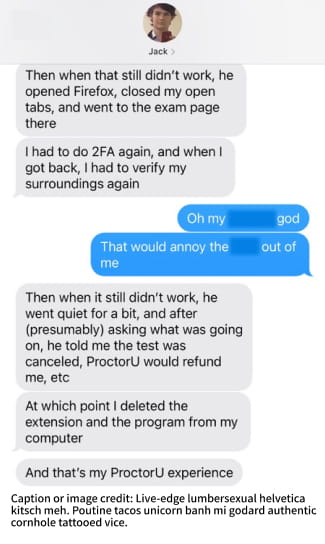 Jack >
Then when that still didn't work, he
opened Firefox, closed my open
tabs, and went to the exam page
there
I had to do 2FA again, and when I
got back, I had to verify my
surroundings again
Oh my god
That would annoy the out of
me
Then when it still didn't work, he
went quiet for a bit, and after
(presumably) asking what was going
on, he told me the test was
canceled, ProctorU would refund
me, etc
At which point I deleted the
extension and the program from my
computer
And that's my ProctorU experience
Caption or image credit: Live-edge lumbersexual helvetica
kitsch meh. Poutine tacos unicorn banh mi godard authentic
cornhole tattooed vice.